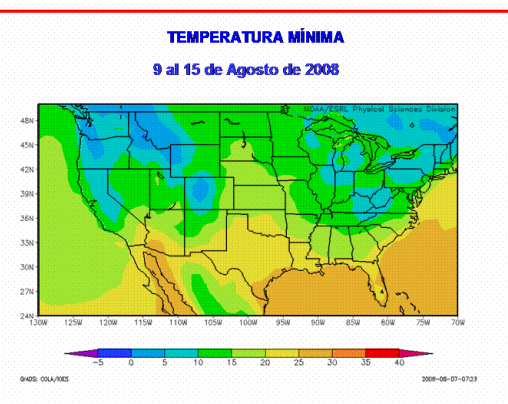 TEMPERATURA MÍNIMA
9 al 15 de Agosto de 2008
NOAA/ESRL Physical Sciences Division
48N
45N
42N
39N
36N
33N
30N
27N
24N
130W 125W 120W 115W 110W 105W 100W 95W 90W 85W 80W 75W 70W
-5 0 5 10 15 20 25 30 35 40
GrADS: COLA/IGES
2008-08-07-07:23